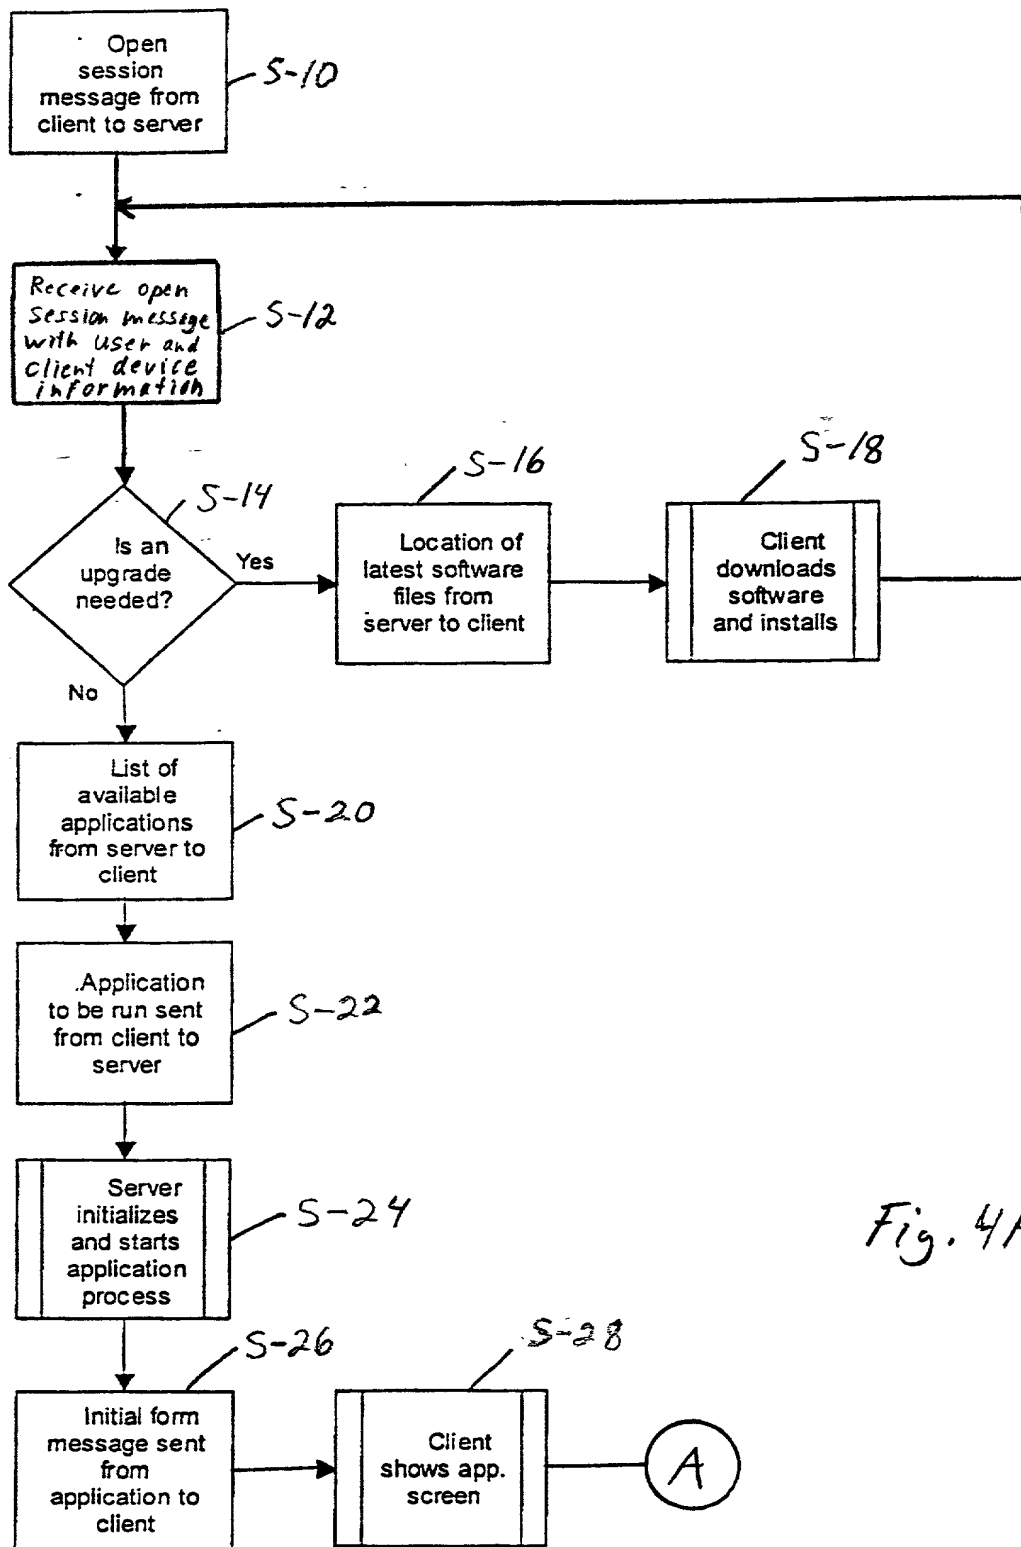 Open
session
message from
client to server
S-10
Receive open
session message
with user and
client device
information
S-12
S-14
Is an
upgrade
needed?
Yes
No
S-16
Location of
latest software
files from
server to client
S-18
Client
downloads
software
and installs
List of
available
applications
from server to
client
S-20
.Application
to be run sent
from client to
server
S-22
Server
initializes
and starts
application
process
S-24
Fig. 4A
S-26
Initial form
message sent
from
application to
client
S-28
Client
shows app.
screen
A